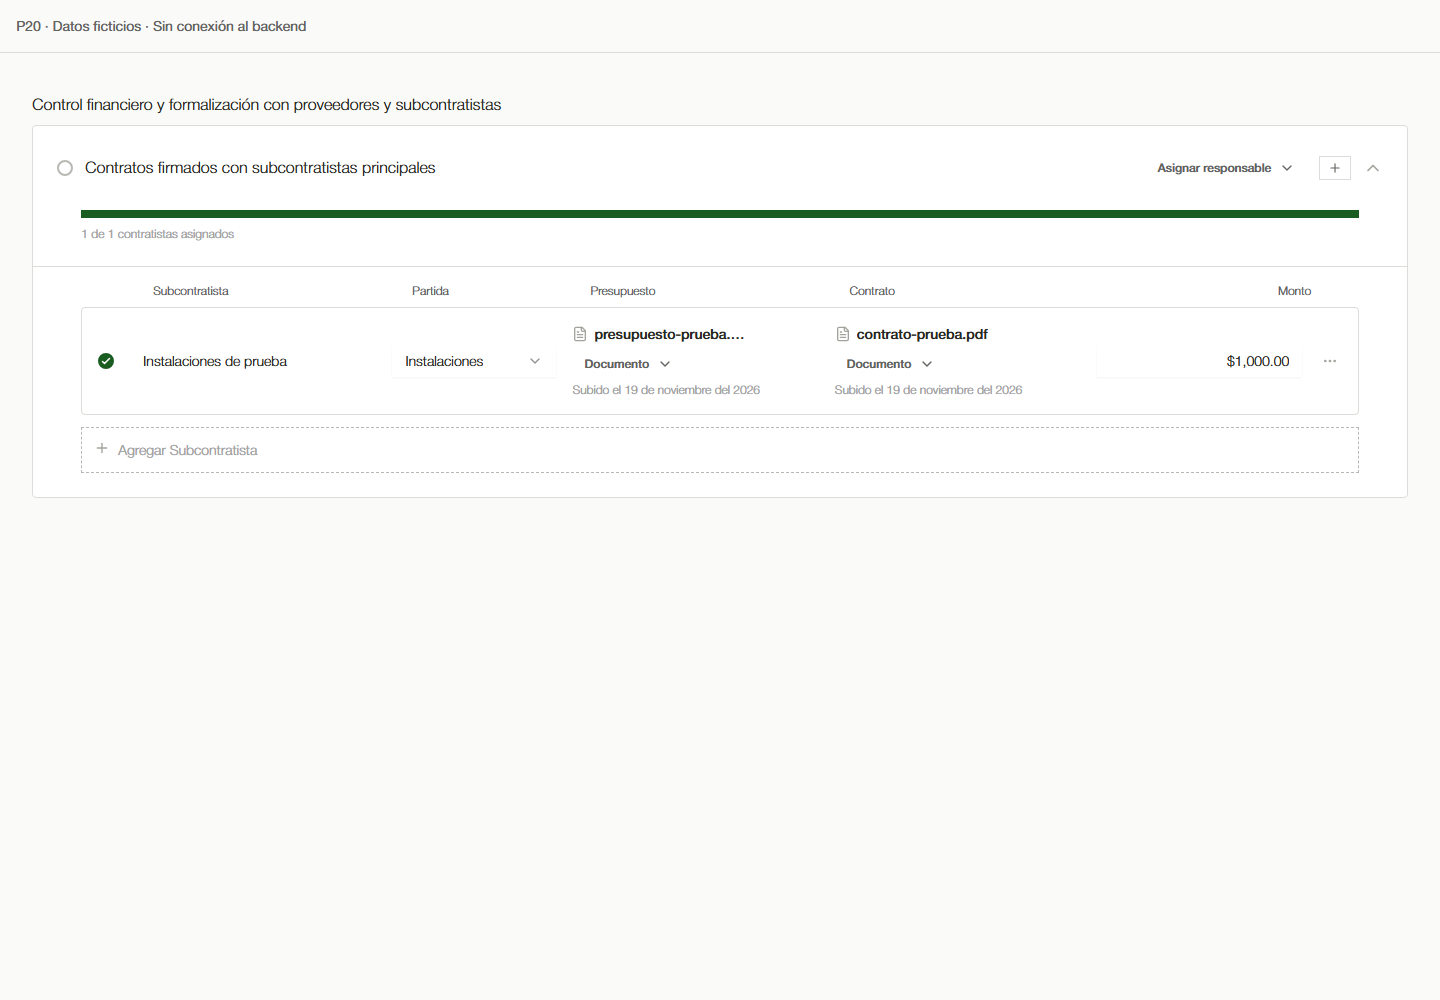 P20 · Datos ficticios · Sin conexión al backend
Control financiero y formalización con proveedores y subcontratistas
Contratos firmados con subcontratistas principales
Asignar responsable
1 de 1 contratistas asignados
Subcontratista Partida Presupuesto Contrato Monto
presupuesto-prueba.... contrato-prueba.pdf
Instalaciones de prueba Instalaciones $1,000.00
Documento Documento
Subido el 19 de noviembre del 2026 Subido el 19 de noviembre del 2026
+ Agregar Subcontratista